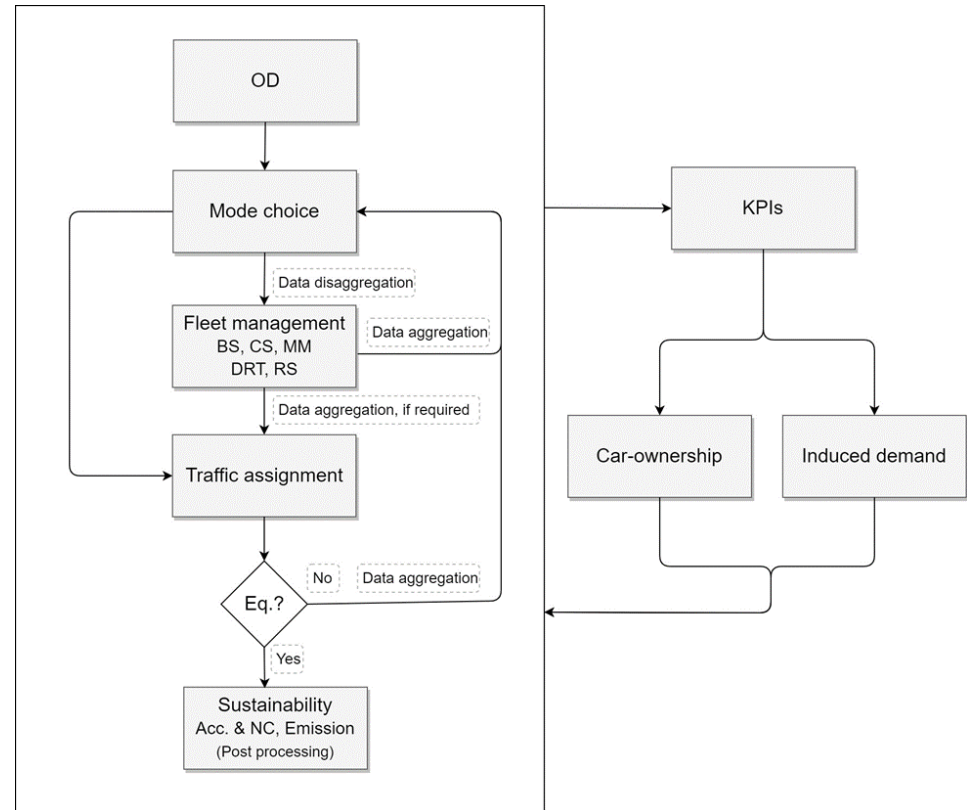 OD
Mode choice
Data disaggregation
Fleet management
BS, CS, MM
DRT, RS
Data aggregation
Data aggregation, if required
Traffic assignment
Eq.?
No
Data aggregation
Yes
Sustainability
Acc. & NC, Emission
(Post processing)
KPIs
Car-ownership
Induced demand